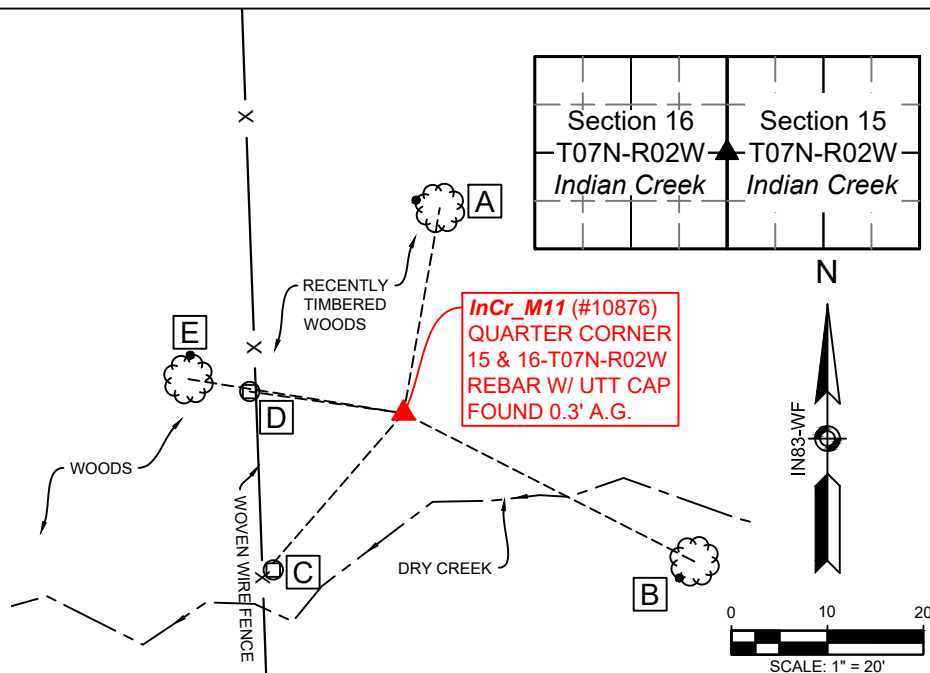 Section 16
T07N-R02W
Indian Creek
Section 15
T07N-R02W
Indian Creek
A
RECENTLY
TIMBERED
WOODS
InCr_M11 (#10876)
QUARTER CORNER
15 & 16-T07N-R02W
REBAR W/ UTT CAP
FOUND 0.3' A.G.
N
IN83-WF
E
D
WOODS
WOVEN WIRE FENCE
C
DRY CREEK
B
X
X
X
0 10 20
SCALE: 1" = 20'